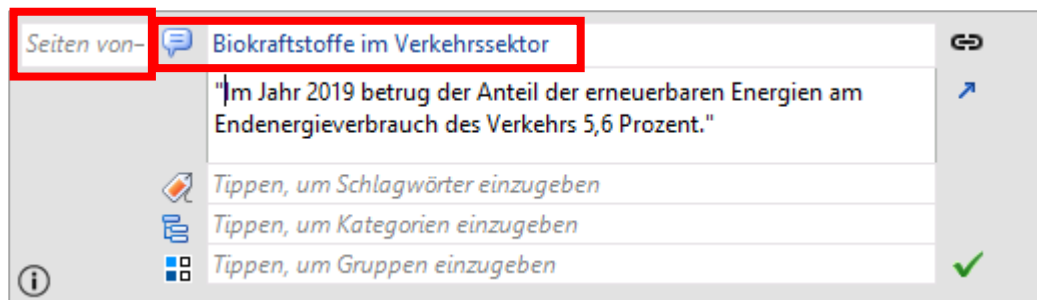 Seiten von-
Biokraftstoffe im Verkehrssektor
"Im Jahr 2019 betrug der Anteil der erneuerbaren Energien am
Endenergieverbrauch des Verkehrs 5,6 Prozent."
Tippen, um Schlagwörter einzugeben
Tippen, um Kategorien einzugeben
Tippen, um Gruppen einzugeben